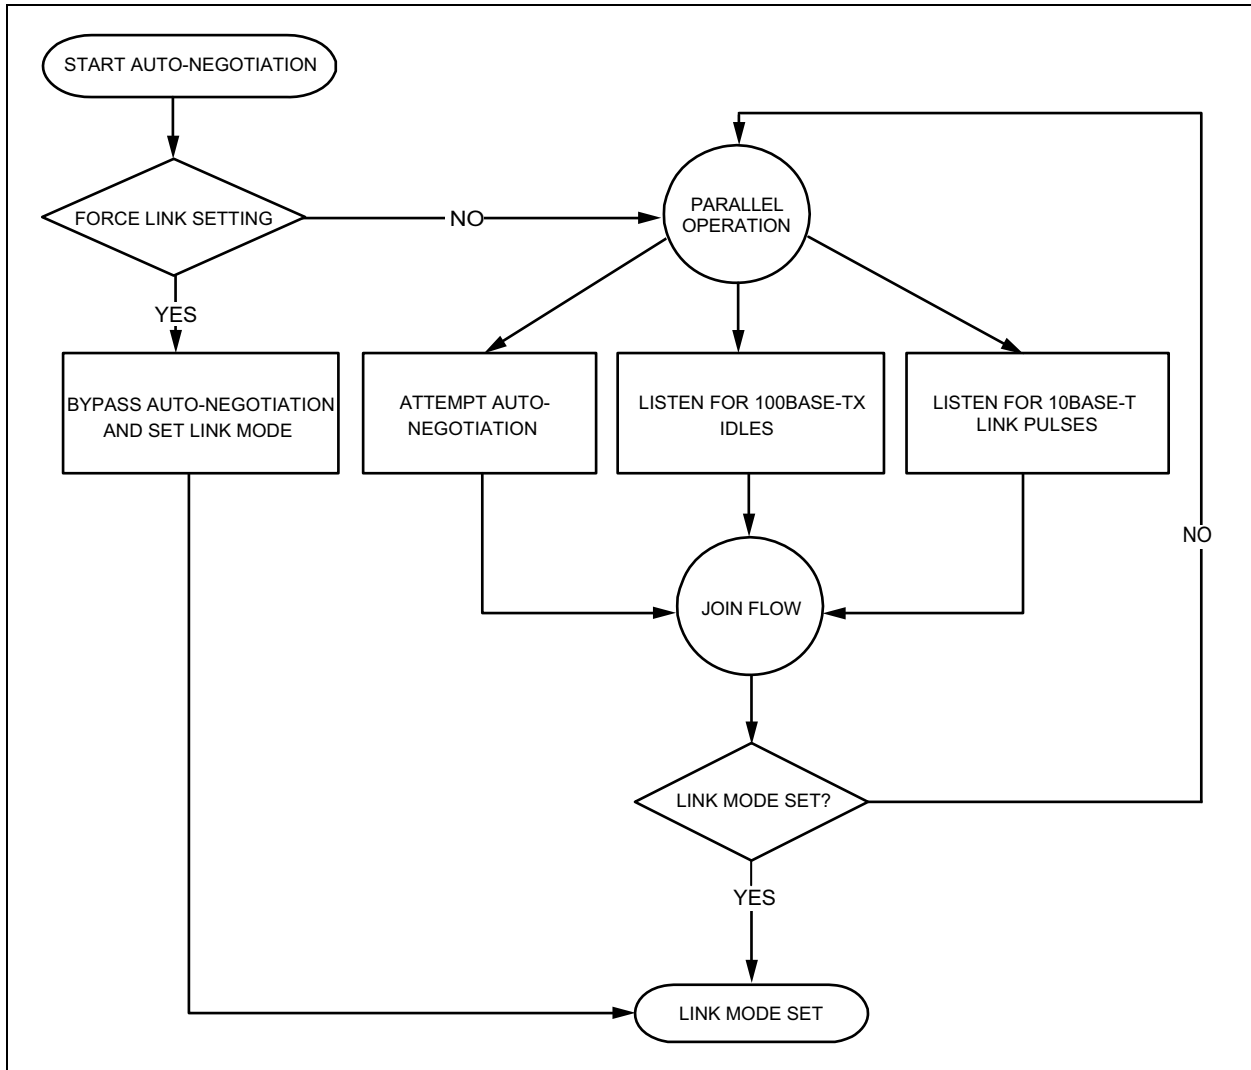 START AUTO-NEGOTIATION
FORCE LINK SETTING
NO
PARALLEL
OPERATION
YES
BYPASS AUTO-NEGOTIATION
AND SET LINK MODE
ATTEMPT AUTO-
NEGOTIATION
LISTEN FOR 100BASE-TX
IDLES
LISTEN FOR 10BASE-T
LINK PULSES
NO
JOIN FLOW
LINK MODE SET?
YES
LINK MODE SET